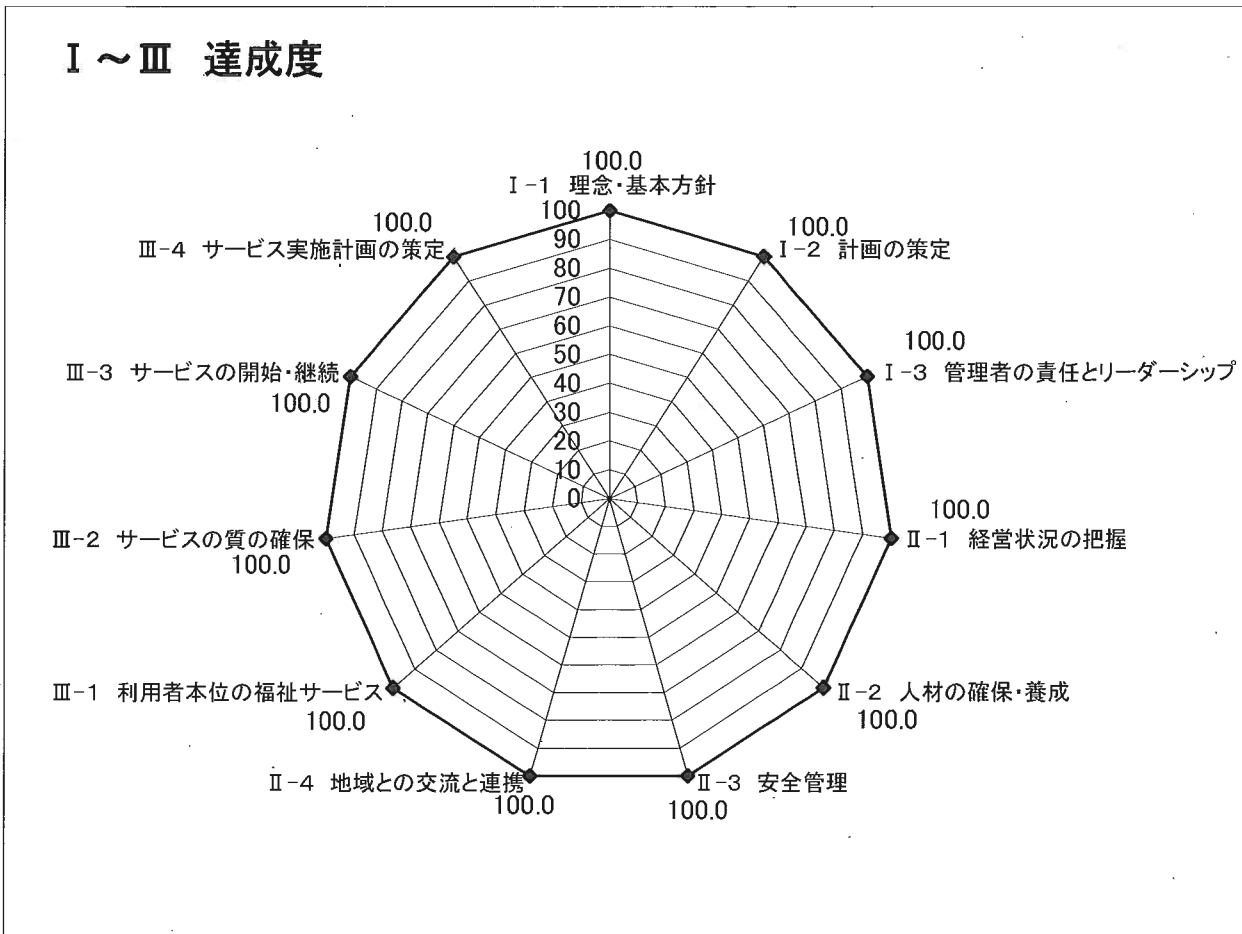 Ⅰ～Ⅲ 達成度
100.0
Ⅰ-1 理念・基本方針
100.0
Ⅰ-2 計画の策定
100.0
Ⅰ-3 管理者の責任とリーダーシップ
100.0
Ⅱ-1 経営状況の把握
Ⅱ-2 人材の確保・養成
100.0
Ⅱ-3 安全管理
100.0
Ⅱ-4 地域との交流と連携
100.0
Ⅲ-1 利用者本位の福祉サービス
100.0
Ⅲ-2 サービスの質の確保
100.0
Ⅲ-3 サービスの開始・継続
100.0
100.0
Ⅲ-4 サービス実施計画の策定
100
90
80
70
60
50
40
30
20
10
0